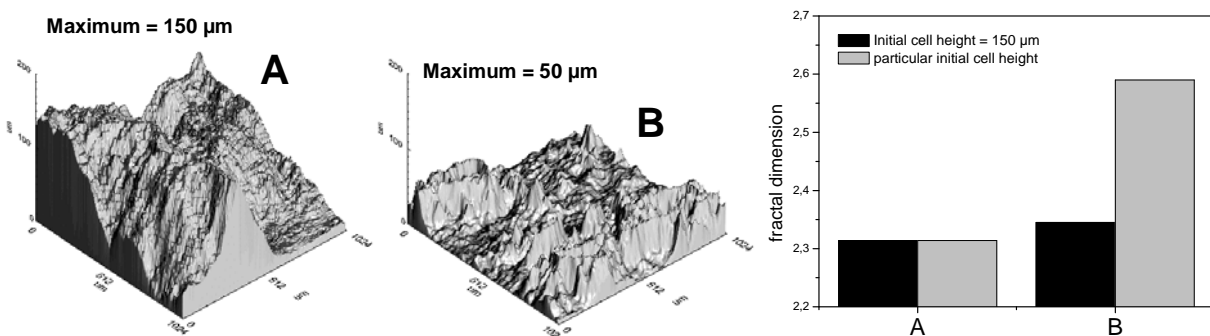 Maximum = 150 µm
A
200
100
0
0
512
1024
0
512
1024
Maximum = 50 µm
B
200
100
0
0
512
0
512
1024
fractal dimension
2,7
2,6
2,5
2,4
2,3
2,2
Initial cell height = 150 µm
particular initial cell height
A
B